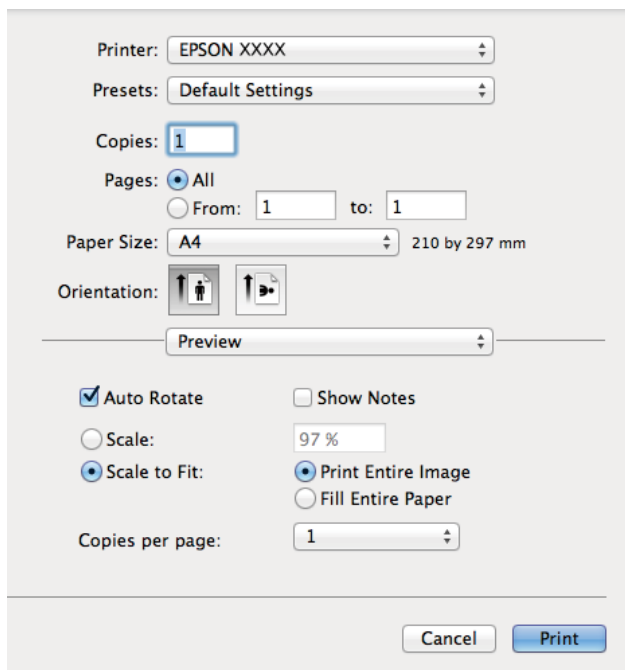 Printer: EPSON XXXX
Presets: Default Settings
Copies: 1
Pages: All
From: 1 to: 1
Paper Size: A4 210 by 297 mm
Orientation:
Preview
Auto Rotate Show Notes
Scale: 97 %
Scale to Fit: Print Entire Image
Fill Entire Paper
Copies per page: 1
Cancel Print